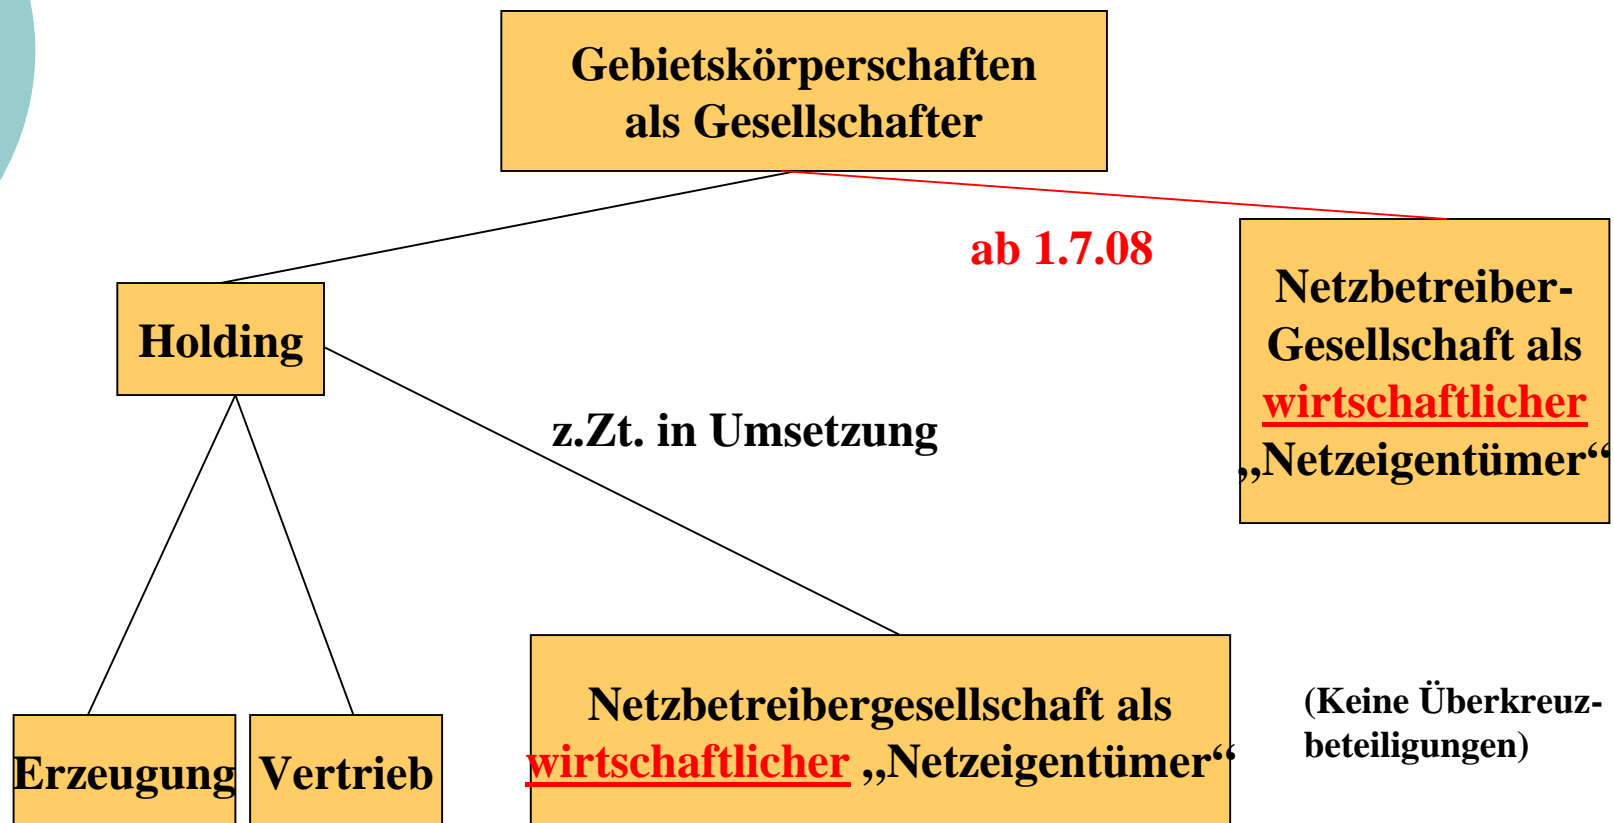 Gebietskörperschaften
als Gesellschafter
ab 1.7.08
Netzbetreiber-
Gesellschaft als
wirtschaftlicher
„Netzeigentümer“
Holding
z.Zt. in Umsetzung
Netzbetreibergesellschaft als
wirtschaftlicher „Netzeigentümer“
(Keine Überkreuz-
beteiligungen)
Erzeugung
Vertrieb